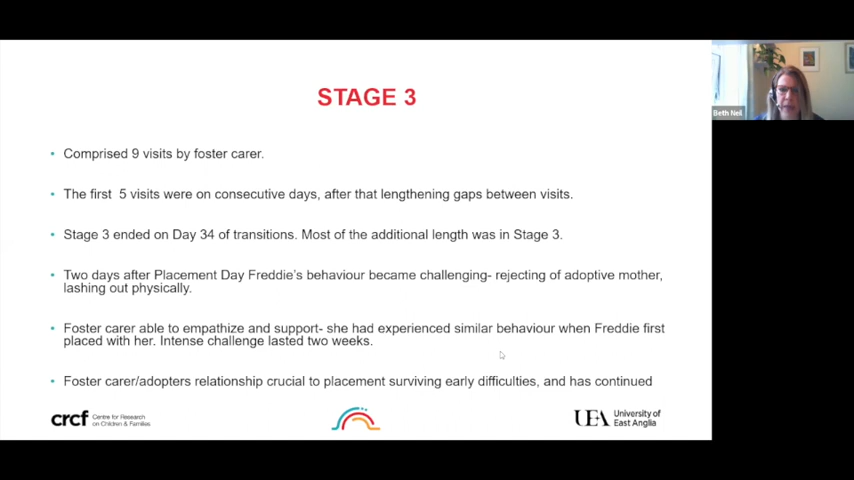 STAGE 3
Beth Neil
• Comprised 9 visits by foster carer.
• The first 5 visits were on consecutive days, after that lengthening gaps between visits.
• Stage 3 ended on Day 34 of transitions. Most of the additional length was in Stage 3.
• Two days after Placement Day Freddie's behaviour became challenging- rejecting of adoptive mother,
lashing out physically.
• Foster carer able to empathize and support- she had experienced similar behaviour when Freddie first
placed with her. Intense challenge lasted two weeks.
• Foster carer/adopters relationship crucial to placement surviving early difficulties, and has continued
crcf Centre for Research
on Children & Families
UEA University of
East Anglia